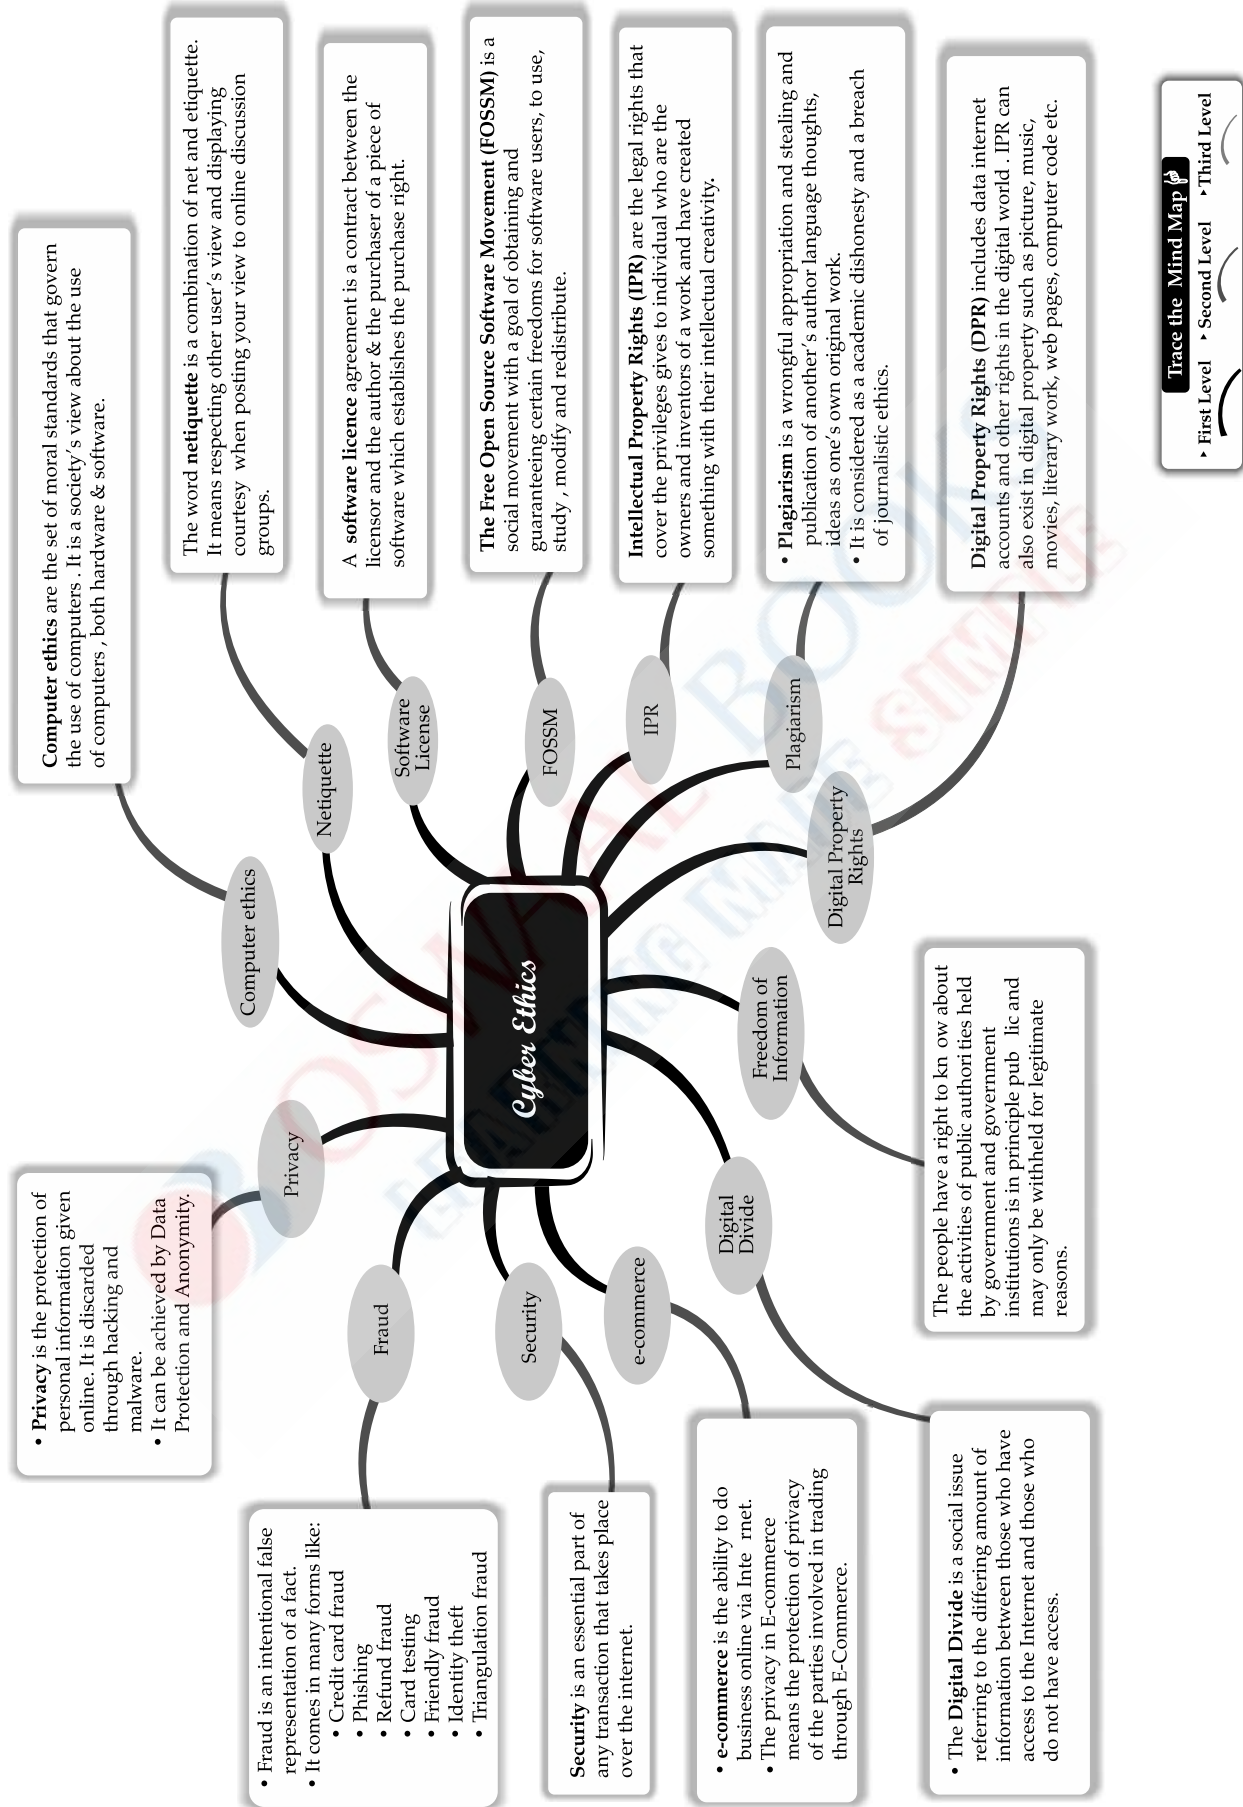 Computer ethics are the set of moral standards that govern
the use of computers . It is a society's view about the use
of computers , both hardware & software.
The word netiquette is a combination of net and etiquette.
It means respecting other user's view and displaying
courtesy when posting your view to online discussion
groups.
A software licence agreement is a contract between the
licensor and the author & the purchaser of a piece of
software which establishes the purchase right.
The Free Open Source Software Movement (FOSSM) is a
social movement with a goal of obtaining and
guaranteeing certain freedoms for software users, to use,
study , modify and redistribute.
Intellectual Property Rights (IPR) are the legal rights that
cover the privileges gives to individual who are the
owners and inventors of a work and have created
something with their intellectual creativity.
• Plagiarism is a wrongful appropriation and stealing and
publication of another's author language thoughts,
ideas as one's own original work.
• It is considered as a academic dishonesty and a breach
of journalistic ethics.
Digital Property Rights (DPR) includes data internet
accounts and other rights in the digital world . IPR can
also exist in digital property such as picture, music,
movies, literary work, web pages, computer code etc.
Computer ethics
Netiquette
Software
License
FOSSM
IPR
Plagiarism
Digital Property
Rights
Cyber Ethics
Privacy
Fraud
Security
e-commerce
Digital
Divide
Freedom of
Information
• Privacy is the protection of
personal information given
online. It is discarded
through hacking and
malware.
• It can be achieved by Data
Protection and Anonymity.
• Fraud is an intentional false
representation of a fact.
• It comes in many forms like:
• Credit card fraud
• Phishing
• Refund fraud
• Card testing
• Friendly fraud
• Identity theft
• Triangulation fraud
Security is an essential part of
any transaction that takes place
over the internet.
• e-commerce is the ability to do
business online via Inte rnet.
• The privacy in E-commerce
means the protection of privacy
of the parties involved in trading
through E-Commerce.
• The Digital Divide is a social issue
referring to the differing amount of
information between those who have
access to the Internet and those who
do not have access.
The people have a right to kn ow about
the activities of public authorities held
by government and government
institutions is in principle pub lic and
may only be withheld for legitimate
reasons.
Trace the Mind Map
▸ First Level ▸ Second Level ▸ Third Level
OSWAAL BOOKS
LEARNING MADE SIMPLE